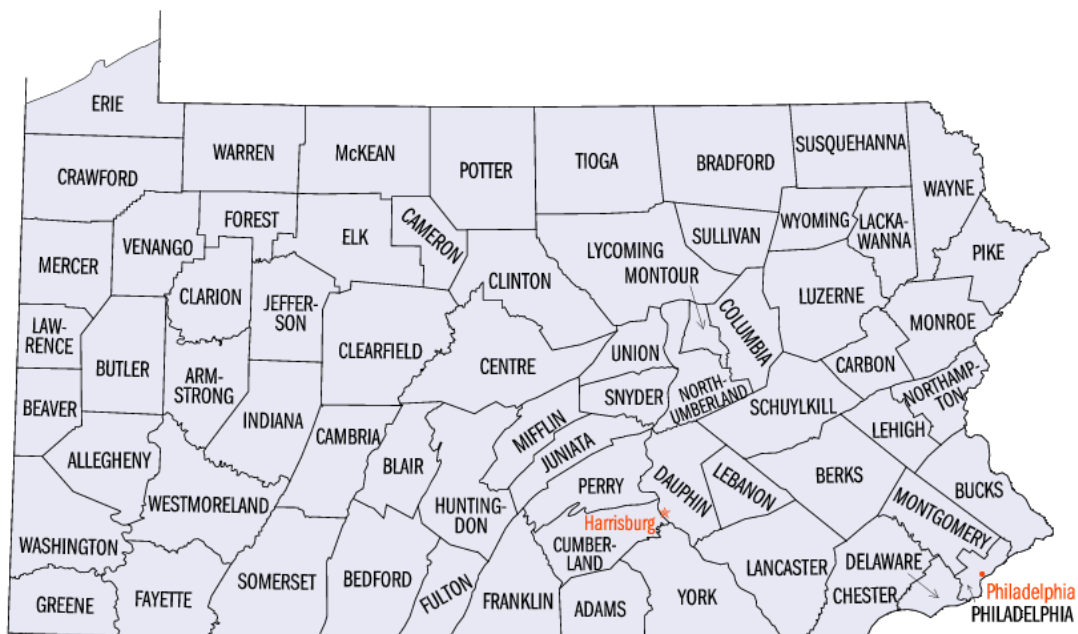 ERIE
WARREN
McKEAN
POTTER
TIOGA
BRADFORD
SUSQUEHANNA
CRAWFORD
WAYNE
FOREST
ELK
CAMERON
LYCOMING
SULLIVAN
WYOMING
LACKA-
WANNA
PIKE
VENANGO
MERCER
CLARION
JEFFER-
SON
CLINTON
MONTOUR
COLUMBIA
LUZERNE
MONROE
LAW-
RENCE
BUTLER
CLEARFIELD
CENTRE
UNION
CARBON
ARM-
STRONG
SNYDER
NORTH-
UMBERLAND
SCHUYLKILL
NORTHAMP-
TON
BEAVER
INDIANA
CAMBRIA
MIFFLIN
LEHIGH
ALLEGHENY
BLAIR
JUNIATA
PERRY
DAUPHIN
LEBANON
BERKS
BUCKS
WESTMORELAND
HUNTING-
DON
Harrisburg
MONTGOMERY
WASHINGTON
CUMBER-
LAND
LANCASTER
DELAWARE
SOMERSET
BEDFORD
FULTON
FRANKLIN
ADAMS
YORK
CHESTER
Philadelphia
PHILADELPHIA
GREENE
FAYETTE